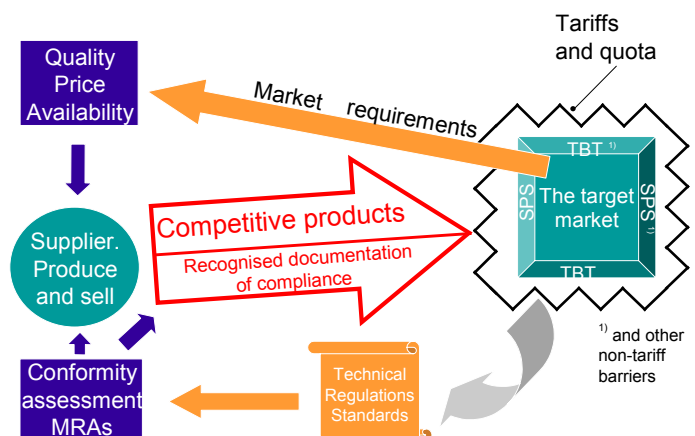 Tariffs
and quota
Quality
Price
Availability
Market requirements
TBT 1)
SPS
The target
market
SPS 1)
TBT
Competitive products
Recognised documentation
of compliance
Supplier.
Produce
and sell
1) and other
non-tariff
barriers
Conformity
assessment
MRAs
Technical
Regulations
Standards